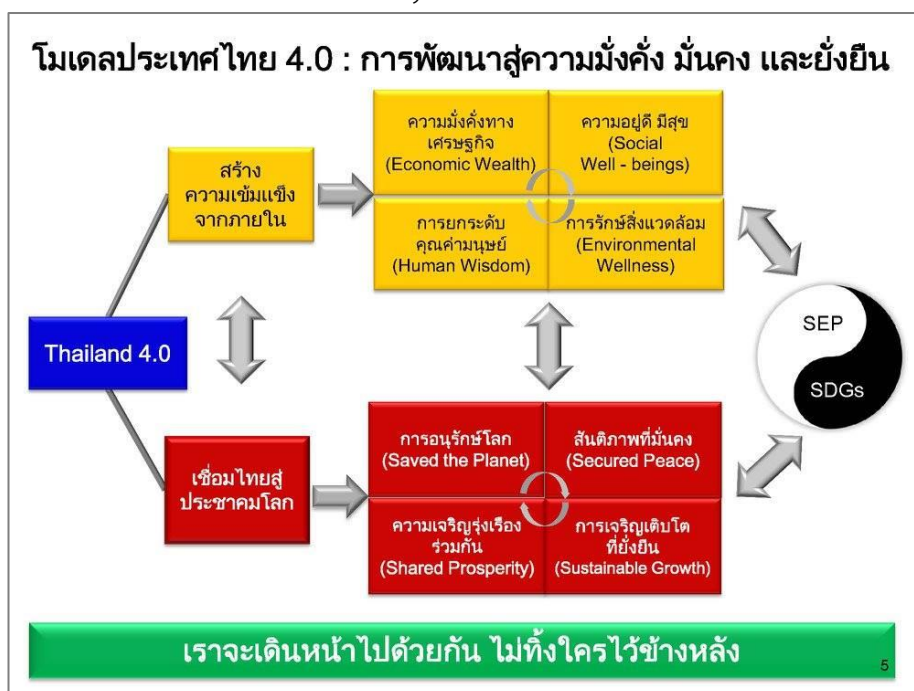 โมเดลประเทศไทย 4.0 : การพัฒนาสู่ความมั่งคั่ง มั่นคง และยั่งยืน
สร้าง
ความเข้มแข็ง
จากภายใน
ความมั่งคั่งทาง
เศรษฐกิจ
(Economic Wealth)
ความอยู่ดี มีสุข
(Social
Well - beings)
การยกระดับ
คุณค่ามนุษย์
(Human Wisdom)
การรักษ์สิ่งแวดล้อม
(Environmental
Wellness)
Thailand 4.0
SEP
SDGs
เชื่อมไทยสู่
ประชาคมโลก
การอนุรักษ์โลก
(Saved the Planet)
สันติภาพที่มั่นคง
(Secured Peace)
ความเจริญรุ่งเรือง
ร่วมกัน
(Shared Prosperity)
การเจริญเติบโต
ที่ยั่งยืน
(Sustainable Growth)
เราจะเดินหน้าไปด้วยกัน ไม่ทิ้งใครไว้ข้างหลัง
5